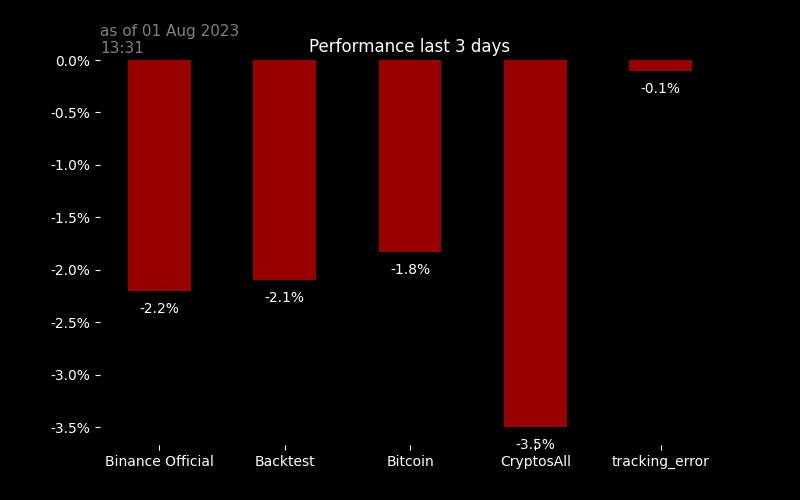 as of 01 Aug 2023
13:31
Performance last 3 days
0.0%
-0.5%
-1.0%
-1.5%
-2.0%
-2.5%
-3.0%
-3.5%
-2.2%
-2.1%
-1.8%
-3.5%
-0.1%
Binance Official
Backtest
Bitcoin
CryptosAll
tracking_error